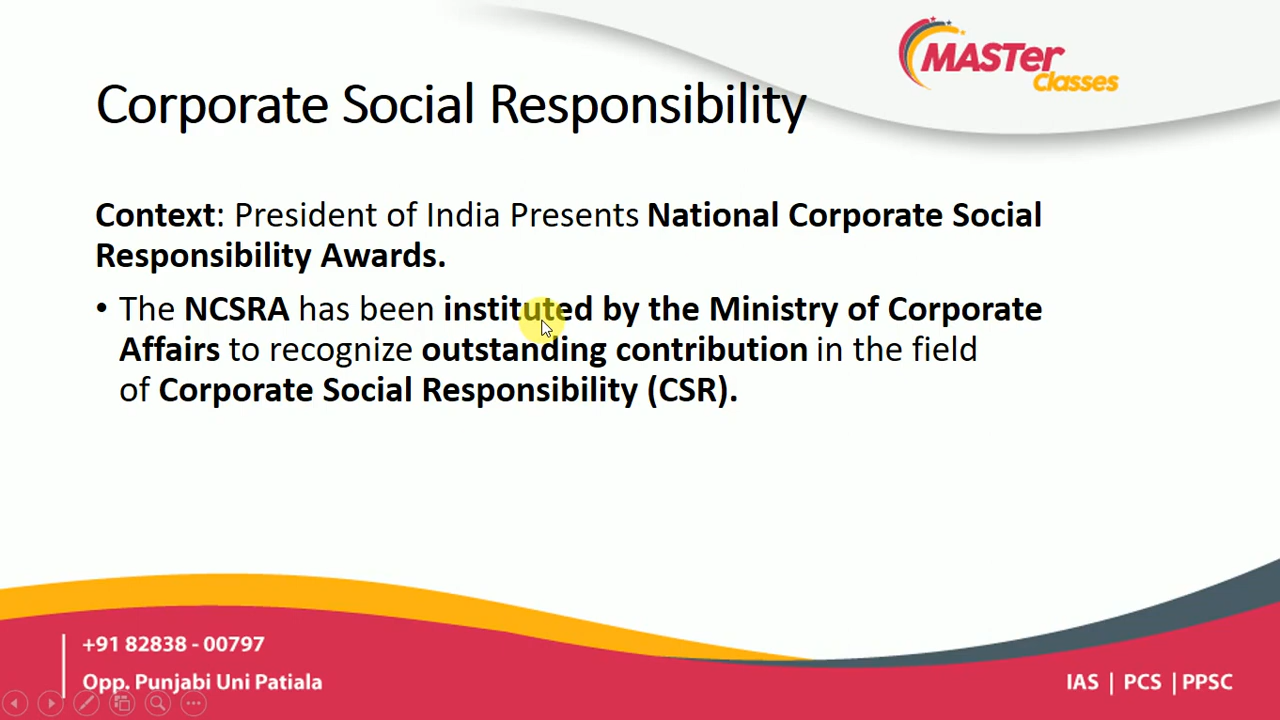 MASTer
Classes
Corporate Social Responsibility
Context: President of India Presents National Corporate Social
Responsibility Awards.
• The NCSRA has been instituted by the Ministry of Corporate
Affairs to recognize outstanding contribution in the field
of Corporate Social Responsibility (CSR).
+91 82838 - 00797
Opp. Punjabi Uni Patiala
IAS | PCS | PPSC